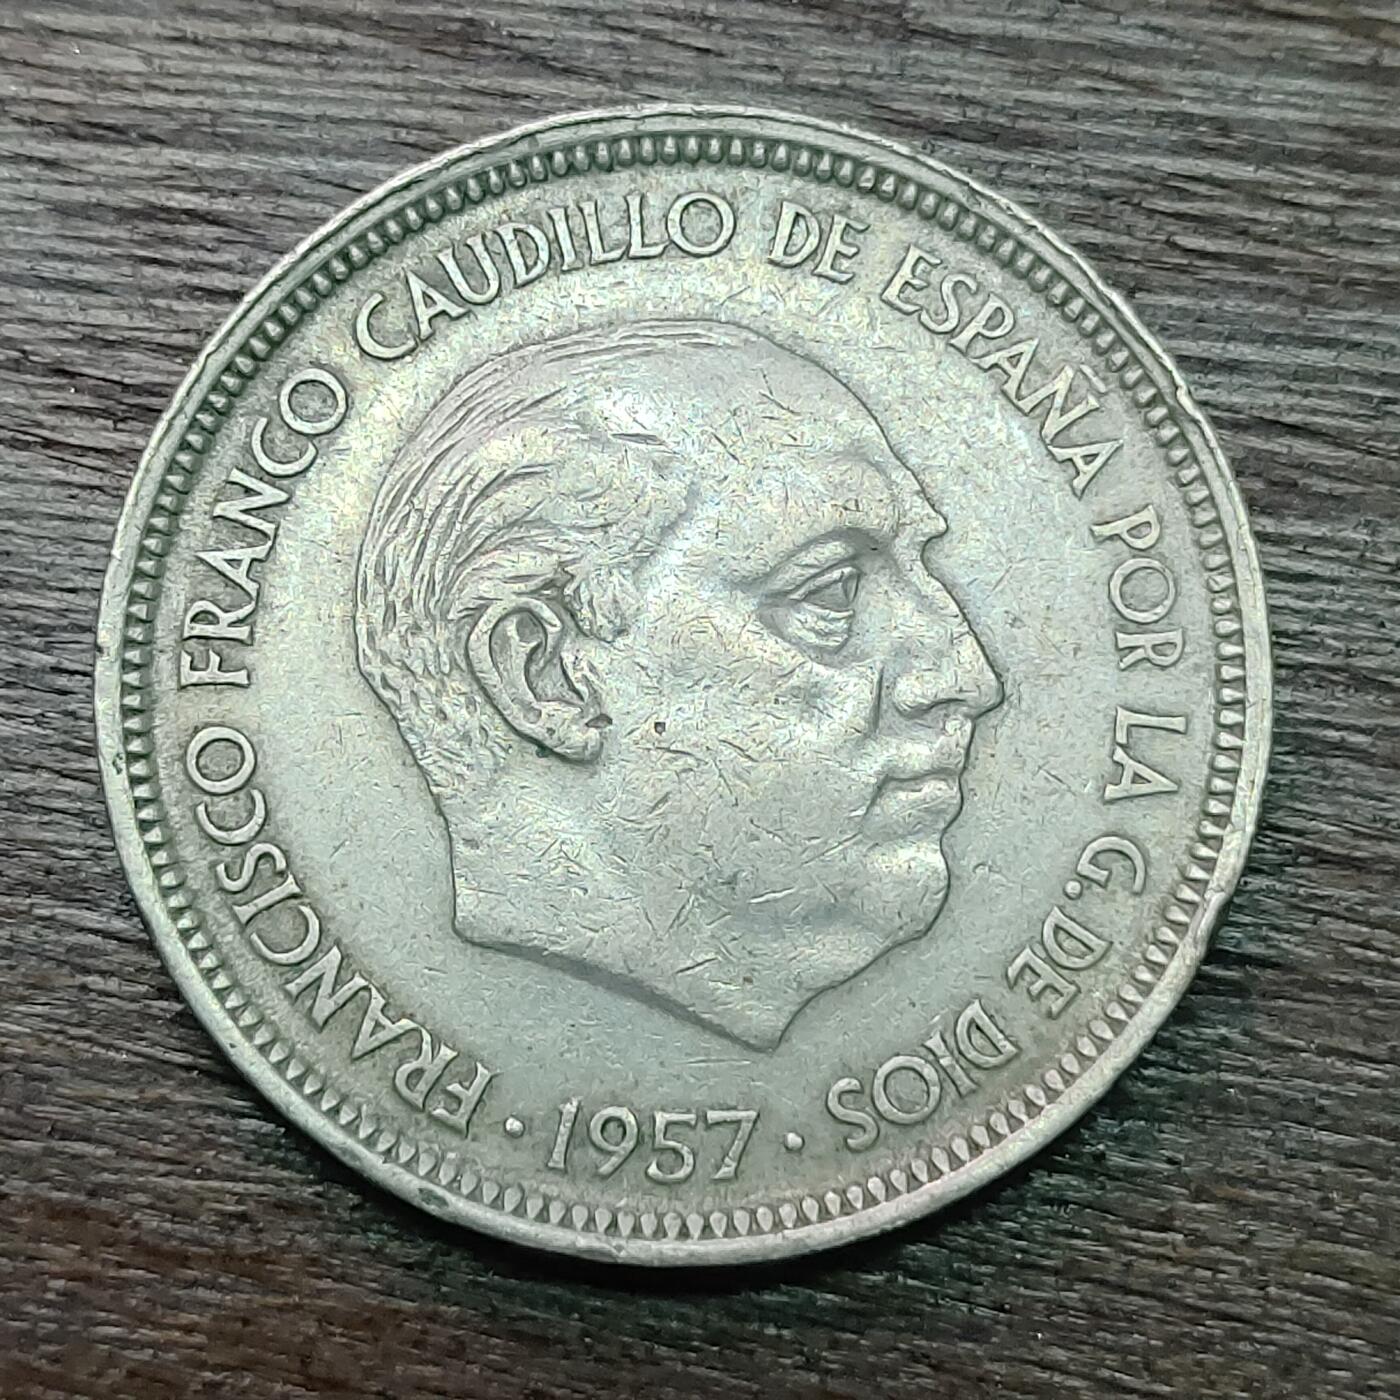 FRANCISCO FRANCO CAUDILLO DE ESPAÑA POR LA G. DE DIOS
· 1957 ·